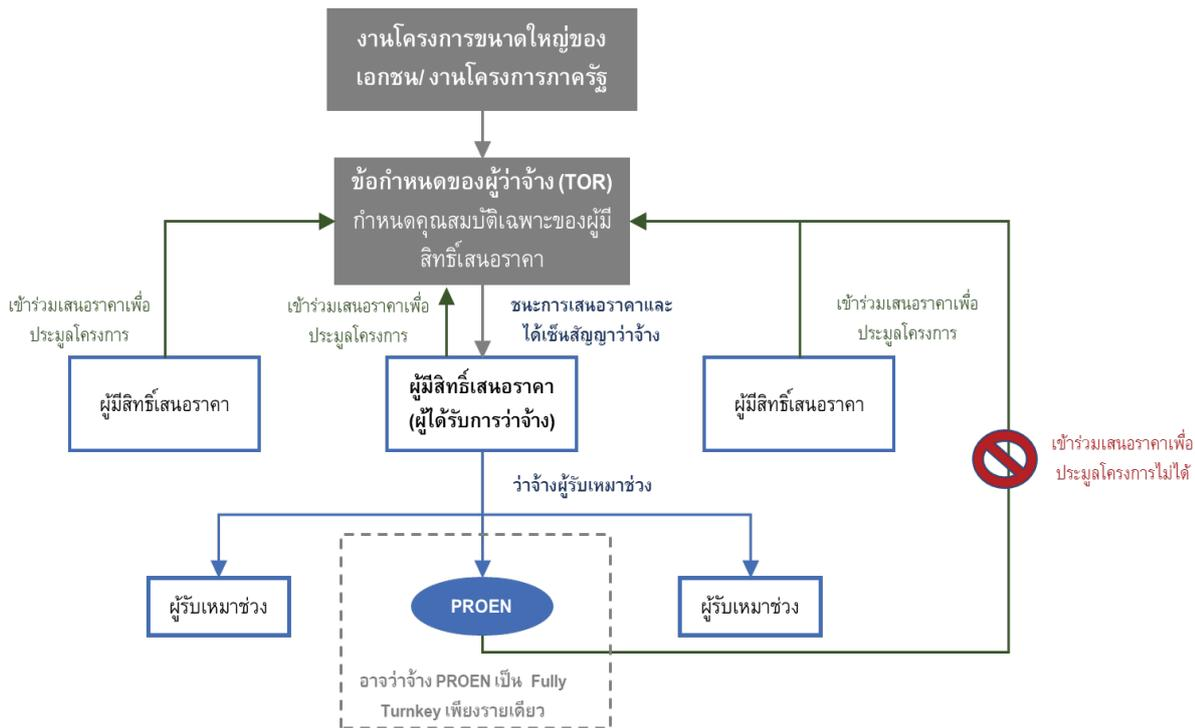 งานโครงการขนาดใหญ่ของ
เอกชน/ งานโครงการภาครัฐ
ข้อกำหนดของผู้ว่าจ้าง (TOR)
กำหนดคุณสมบัติเฉพาะของผู้มี
สิทธิ์เสนอราคา
เข้าร่วมเสนอราคาเพื่อ
ประมูลโครงการ
เข้าร่วมเสนอราคาเพื่อ
ประมูลโครงการ
ชนะการเสนอราคาและ
ได้เซ็นสัญญาว่าจ้าง
เข้าร่วมเสนอราคาเพื่อ
ประมูลโครงการ
ผู้มีสิทธิ์เสนอราคา
ผู้มีสิทธิ์เสนอราคา
(ผู้ได้รับการว่าจ้าง)
ผู้มีสิทธิ์เสนอราคา
เข้าร่วมเสนอราคาเพื่อ
ประมูลโครงการไม่ได้
ว่าจ้างผู้รับเหมาช่วง
ผู้รับเหมาช่วง
PROEN
ผู้รับเหมาช่วง
อาจว่าจ้าง PROEN เป็น Fully
Turnkey เพียงรายเดียว